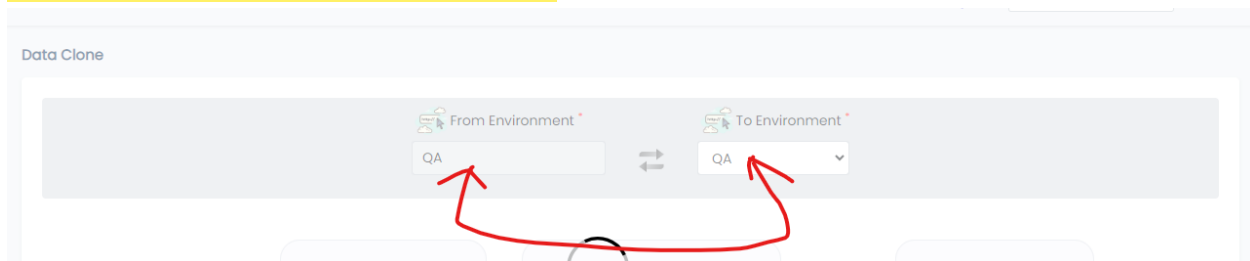 Data Clone
From Environment *
To Environment *
QA
QA